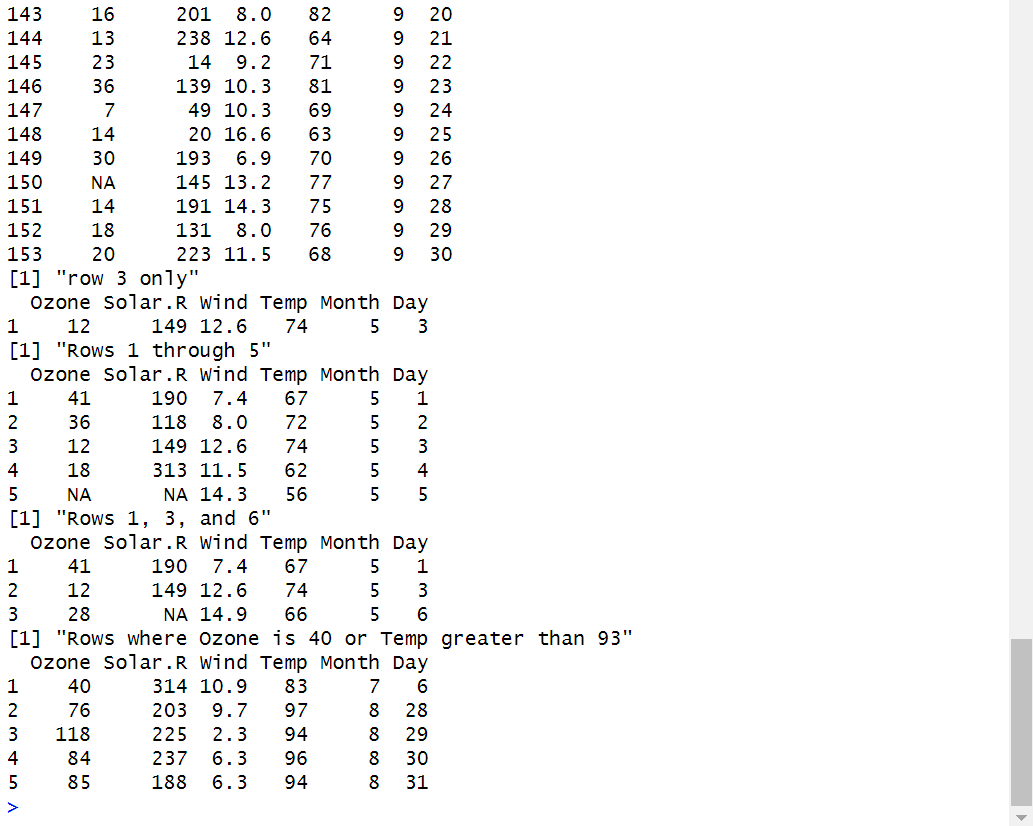 143    16     201  8.0   82     9  20
144    13     238 12.6   64     9  21
145    23      14  9.2   71     9  22
146    36     139 10.3   81     9  23
147     7      49 10.3   69     9  24
148    14      20 16.6   63     9  25
149    30     193  6.9   70     9  26
150    NA     145 13.2   77     9  27
151    14     191 14.3   75     9  28
152    18     131  8.0   76     9  29
153    20     223 11.5   68     9  30
[1] "row 3 only"
  Ozone Solar.R Wind Temp Month Day
1    12     149 12.6   74     5   3
[1] "Rows 1 through 5"
  Ozone Solar.R Wind Temp Month Day
1    41     190  7.4   67     5   1
2    36     118  8.0   72     5   2
3    12     149 12.6   74     5   3
4    18     313 11.5   62     5   4
5    NA      NA 14.3   56     5   5
[1] "Rows 1, 3, and 6"
  Ozone Solar.R Wind Temp Month Day
1    41     190  7.4   67     5   1
2    12     149 12.6   74     5   3
3    28      NA 14.9   66     5   6
[1] "Rows where Ozone is 40 or Temp greater than 93"
  Ozone Solar.R Wind Temp Month Day
1    40     314 10.9   83     7   6
2    76     203  9.7   97     8  28
3   118     225  2.3   94     8  29
4    84     237  6.3   96     8  30
5    85     188  6.3   94     8  31
>